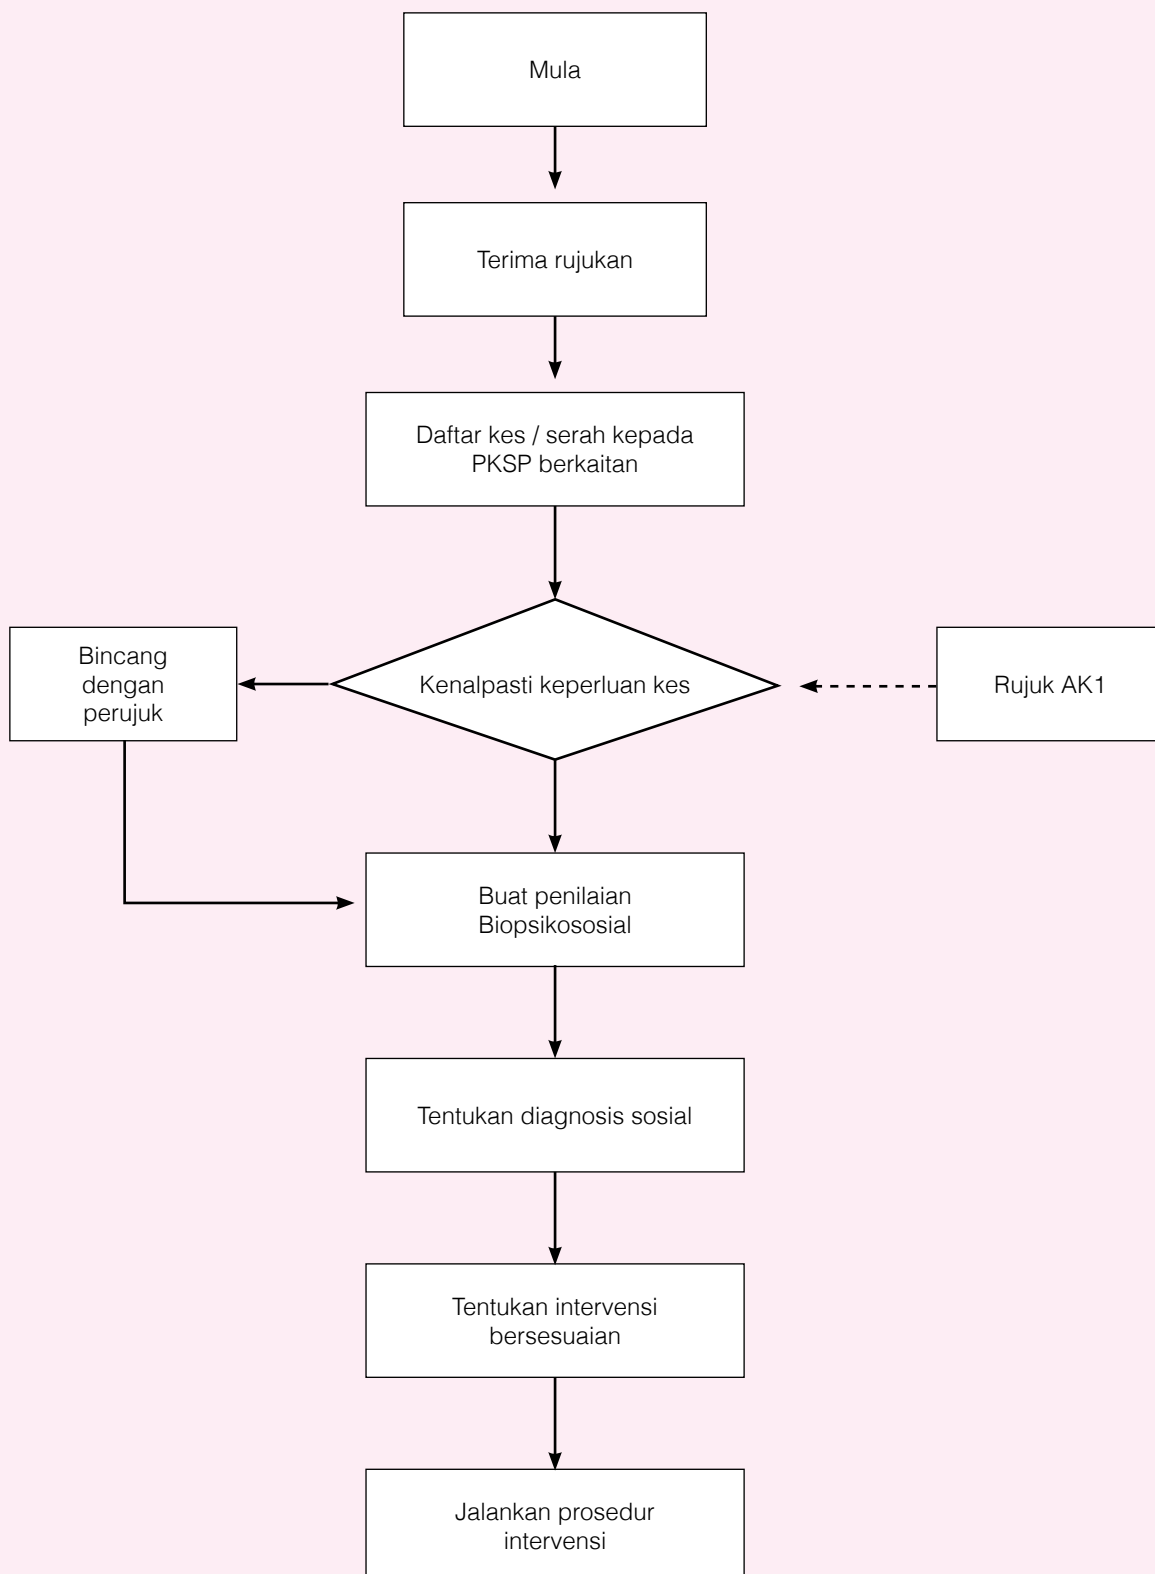 Mula
Terima rujukan
Daftar kes / serah kepada
PKSP berkaitan
Bincang
dengan
perujuk
Kenalpasti keperluan kes
Rujuk AK1
Buat penilaian
Biopsikososial
Tentukan diagnosis sosial
Tentukan intervensi
bersesuaian
Jalankan prosedur
intervensi